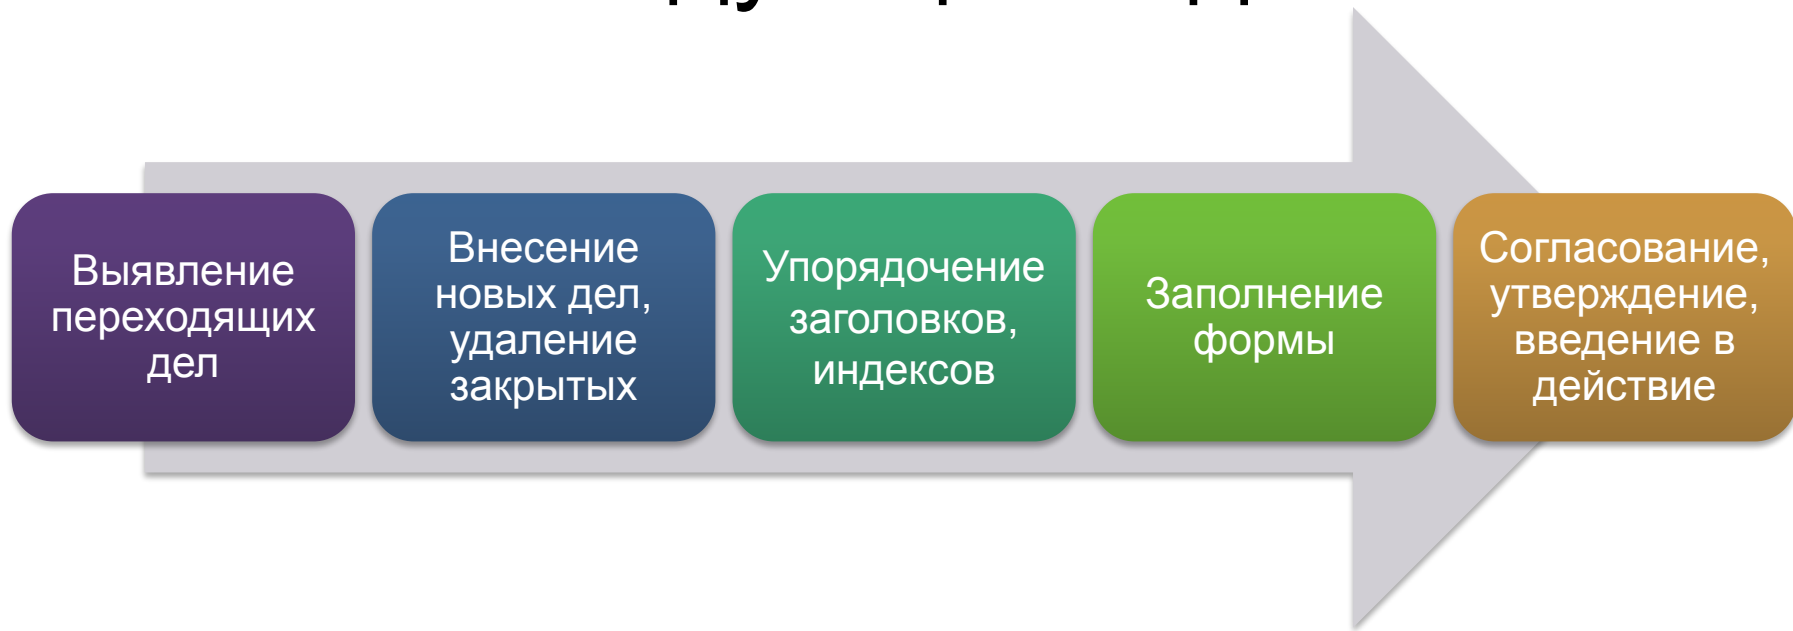 Выявление
переходящих
дел
Внесение
новых дел,
удаление
закрытых
Упорядочение
заголовков,
индексов
Заполнение
формы
Согласование,
утверждение,
введение в
действие